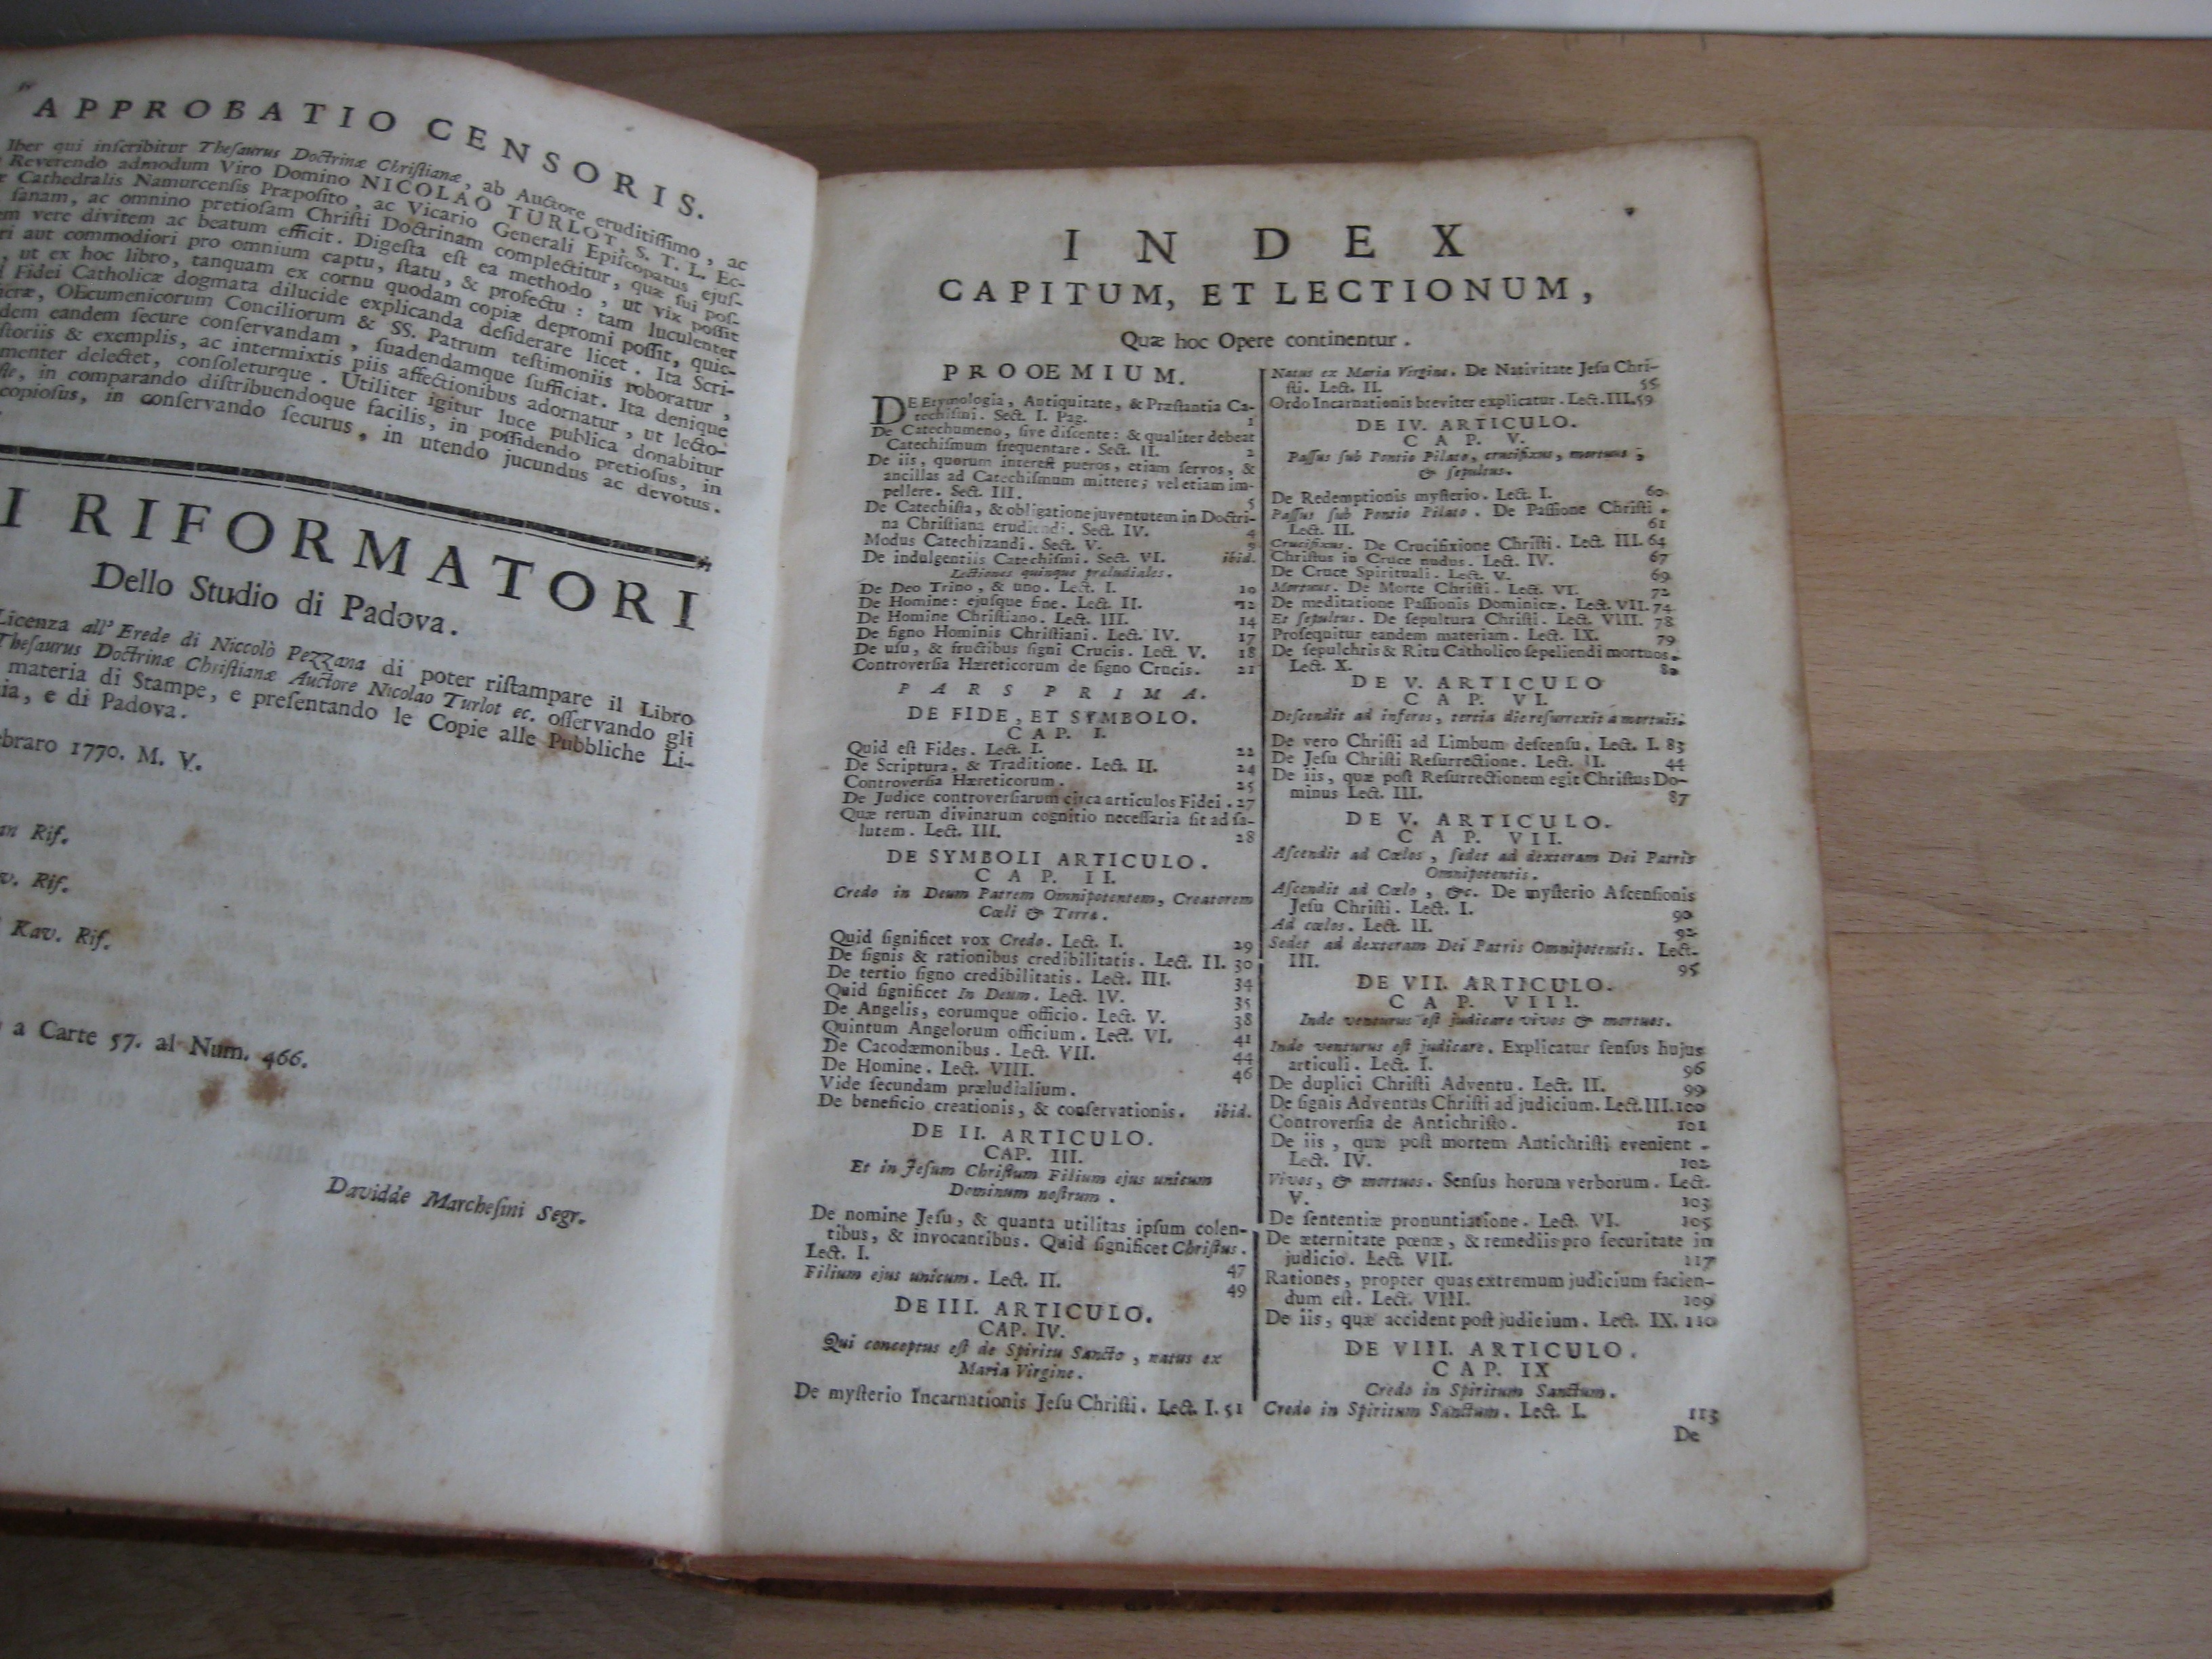 APPROBATIO CENSORIS.
Iber qui inſcribitur Theſaurus Doctrinæ Chriſtianæ, ab Auctore eruditiſſimo, ac
Reverendo admodum Viro Domino NICOLAO TURLOT, S. T. L. Ec-
Cathedralis Namurcenſis Præpoſito, ac Vicario Generali Epiſcopatus ejuſ-
ſanam, ac omnino pretioſam Chriſti Doctrinam complectitur, quæ ſui poſ-
vere divitem ac beatum efficit. Digeſta eſt ea methodo, ut vix poſſit
aut commodiori pro omnium captu, ſtatu, & profectu: tam luculenter
ut ex hoc libro, tanquam ex cornu quodam copiæ depromi poſſit, quic-
Fidei Catholicæ dogmata dilucide explicanda deſiderare licet. Ita Scri-
OEcumenicorum Conciliorum & SS. Patrum teſtimoniis roboratur,
eandem ſecure conſervandam, ſuadendamque ſufficiat. Ita denique
& exemplis, ac intermixtis piis affectionibus adornatur, ut lecto-
delectet, conſoleturque. Utiliter igitur luce publica donabitur
in comparando diſtribuendoque facilis, in poſſidendo pretioſus, in
copioſus, in conſervando ſecurus, in utendo jucundus ac devotus.
I RIFORMATORI
Dello Studio di Padova.
Licenza all' Erede di Niccolò Pezzana di poter riſtampare il Libro
Theſaurus Doctrinæ Chriſtianæ Auctore Nicolao Turlot ec. oſſervando gli
materia di Stampe, e preſentando le Copie alle Pubbliche Li-
e di Padova.
1770. M. V.
Rif.
Rif.
Kav. Rif.
a Carte 57. al Num. 466.
Davidde Marcheſini Segr.
INDEX
CAPITUM, ET LECTIONUM,
Quæ hoc Opere continentur.
PROOEMIUM.
DE Etymologia, Antiquitate, & Præſtantia Ca-
techiſmi. Sect. I. Pag. 1
De Catechumeno, ſive diſcente: & qualiter debeat
Catechiſmum frequentare. Sect. II. 2
De iis, quorum intereſt pueros, etiam ſervos, &
ancillas ad Catechiſmum mittere; vel etiam im-
pellere. Sect. III. 5
De Catechiſta, & obligatione juventutem in Doctri-
na Chriſtiana erudiendi. Sect. IV. 4
Modus Catechizandi. Sect. V. 9
De indulgentiis Catechiſmi. Sect. VI. ibid.
Lectiones quinque præludiales.
De Deo Trino, & uno. Lect. I. 10
De Homine: ejuſque fine. Lect. II. 12
De Homine Chriſtiano. Lect. III. 14
De ſigno Hominis Chriſtiani. Lect. IV. 17
De uſu, & fructibus ſigni Crucis. Lect. V. 18
Controverſia Hæreticorum de ſigno Crucis. 21
PARS PRIMA.
DE FIDE, ET SYMBOLO.
CAP. I.
Quid eſt Fides. Lect. I. 22
De Scriptura, & Traditione. Lect. II. 24
Controverſia Hæreticorum. 25
De Judice controverſiarum circa articulos Fidei. 27
Quæ rerum divinarum cognitio neceſſaria ſit ad ſa-
lutem. Lect. III. 28
DE SYMBOLI ARTICULO.
CAP. II.
Credo in Deum Patrem Omnipotentem, Creatorem
Cœli & Terræ.
Quid ſignificet vox Credo. Lect. I. 29
De ſignis & rationibus credibilitatis. Lect. II. 30
De tertio ſigno credibilitatis. Lect. III. 34
Quid ſignificet In Deum. Lect. IV. 35
De Angelis, eorumque officio. Lect. V. 38
Quintum Angelorum officium. Lect. VI. 41
De Cacodæmonibus. Lect. VII. 44
De Homine. Lect. VIII. 46
Vide ſecundam præludialium.
De beneficio creationis, & conſervationis. ibid.
DE II. ARTICULO.
CAP. III.
Et in Jeſum Chriſtum Filium ejus unicum
Dominum noſtrum.
De nomine Jeſu, & quanta utilitas ipſum colen-
tibus, & invocantibus. Quid ſignificet Chriſtus.
Lect. I. 47
Filium ejus unicum. Lect. II. 49
DE III. ARTICULO.
CAP. IV.
Qui conceptus eſt de Spiritu Sancto, natus ex
Maria Virgine.
De myſterio Incarnationis Jeſu Chriſti. Lect. I. 51
Natus ex Maria Virgine. De Nativitate Jeſu Chri-
ſti. Lect. II. 55
Ordo Incarnationis breviter explicatur. Lect. III. 59
DE IV. ARTICULO.
CAP. V.
Paſſus ſub Pontio Pilato, crucifixus, mortuus,
& ſepultus.
De Redemptionis myſterio. Lect. I. 60
Paſſus ſub Pontio Pilato. De Paſſione Chriſti.
Lect. II. 61
Crucifixus. De Crucifixione Chriſti. Lect. III. 64
Chriſtus in Cruce nudus. Lect. IV. 67
De Cruce Spirituali. Lect. V. 69
Mortuus. De Morte Chriſti. Lect. VI. 72
De meditatione Paſſionis Dominicæ. Lect. VII. 74
Et ſepultus. De ſepultura Chriſti. Lect. VIII. 78
Proſequitur eandem materiam. Lect. IX. 79
De ſepulchris & Ritu Catholico ſepeliendi mortuos.
Lect. X. 80
DE V. ARTICULO
CAP. VI.
Deſcendit ad inferos, tertia die reſurrexit a mortuis.
De vero Chriſti ad Limbum deſcenſu. Lect. I. 83
De Jeſu Chriſti Reſurrectione. Lect. II. 44
De iis, quæ poſt Reſurrectionem egit Chriſtus Do-
minus Lect. III. 87
DE V. ARTICULO.
CAP. VII.
Aſcendit ad Cœlos, ſedet ad dexteram Dei Patris
Omnipotentis.
Aſcendit ad Cœlo, &c. De myſterio Aſcenſionis
Jeſu Chriſti. Lect. I. 90
Ad cœlos. Lect. II. 92
Sedet ad dexteram Dei Patris Omnipotentis. Lect.
III. 95
DE VII. ARTICULO.
CAP. VIII.
Inde venturus eſt judicare vivos & mortuos.
Inde venturus eſt judicare. Explicatur ſenſus hujus
articuli. Lect. I. 96
De duplici Chriſti Adventu. Lect. II. 99
De ſignis Adventus Chriſti ad judicium. Lect. III. 100
Controverſia de Antichriſto. 101
De iis, quæ poſt mortem Antichriſti evenient.
Lect. IV. 102
Vivos, & mortuos. Senſus horum verborum. Lect.
V. 103
De ſententiæ pronuntiatione. Lect. VI. 105
De æternitate pœnæ, & remediis pro ſecuritate in
judicio. Lect. VII. 117
Rationes, propter quas extremum judicium facien-
dum eſt. Lect. VIII. 109
De iis, quæ accident poſt judicium. Lect. IX. 110
DE VIII. ARTICULO.
CAP. IX
Credo in Spiritum Sanctum.
Credo in Spiritum Sanctum. Lect. I. 113
De